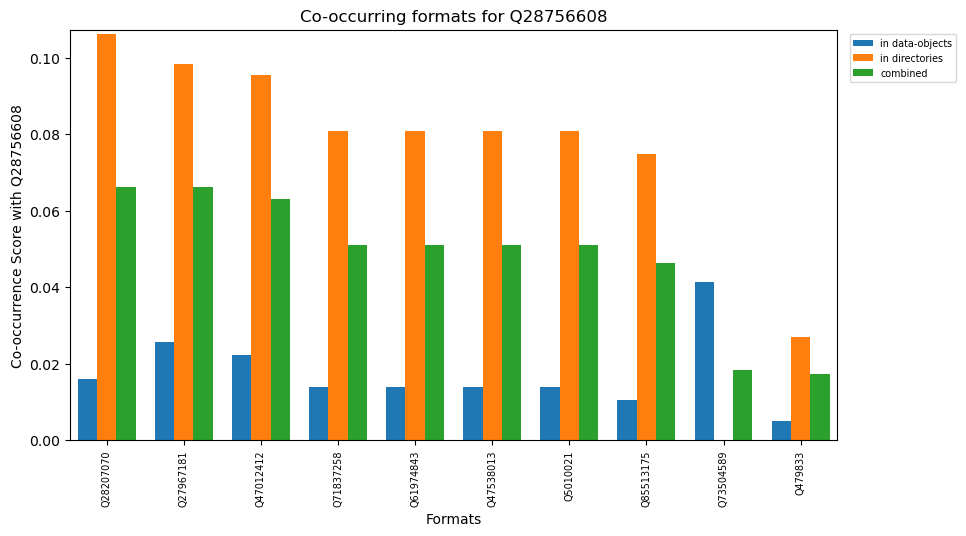 Co-occurring formats for Q28756608
in data-objects
in directories
combined
Co-occurrence Score with Q28756608
0.10
0.08
0.06
0.04
0.02
0.00
Q28207070
Q27967181
Q47012412
Q71837258
Q61974843
Q47538013
Q5010021
Q85513175
Q73504589
Q479833
Formats